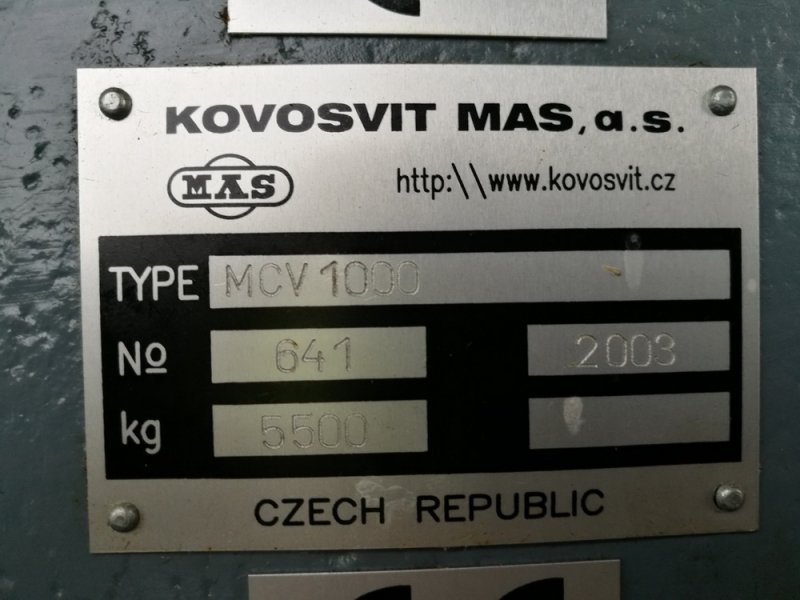 KOVOSVIT MAS, a.s.
MAS http:\\www.kovosvit.cz
TYPE MCV 1000
Nº 641 2003
kg 5500
CZECH REPUBLIC